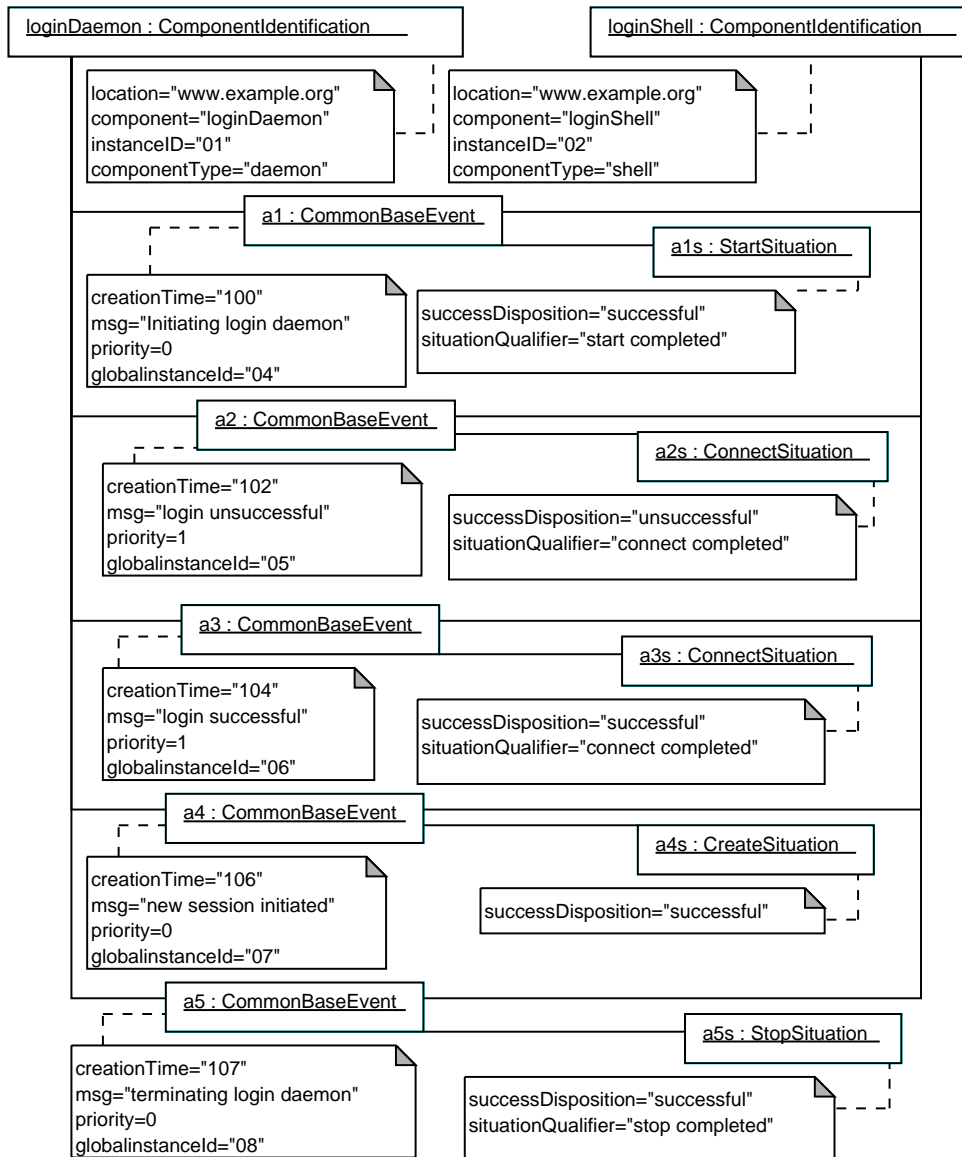 loginDaemon : ComponentIdentification
loginShell : ComponentIdentification
location="www.example.org"
component="loginDaemon"
instanceID="01"
componentType="daemon"
location="www.example.org"
component="loginShell"
instanceID="02"
componentType="shell"
a1 : CommonBaseEvent
a1s : StartSituation
creationTime="100"
msg="Initiating login daemon"
priority=0
globalinstanceId="04"
successDisposition="successful"
situationQualifier="start completed"
a2 : CommonBaseEvent
a2s : ConnectSituation
creationTime="102"
msg="login unsuccessful"
priority=1
globalinstanceId="05"
successDisposition="unsuccessful"
situationQualifier="connect completed"
a3 : CommonBaseEvent
a3s : ConnectSituation
creationTime="104"
msg="login successful"
priority=1
globalinstanceId="06"
successDisposition="successful"
situationQualifier="connect completed"
a4 : CommonBaseEvent
a4s : CreateSituation
creationTime="106"
msg="new session initiated"
priority=0
globalinstanceId="07"
successDisposition="successful"
a5 : CommonBaseEvent
a5s : StopSituation
creationTime="107"
msg="terminating login daemon"
priority=0
globalinstanceId="08"
successDisposition="successful"
situationQualifier="stop completed"